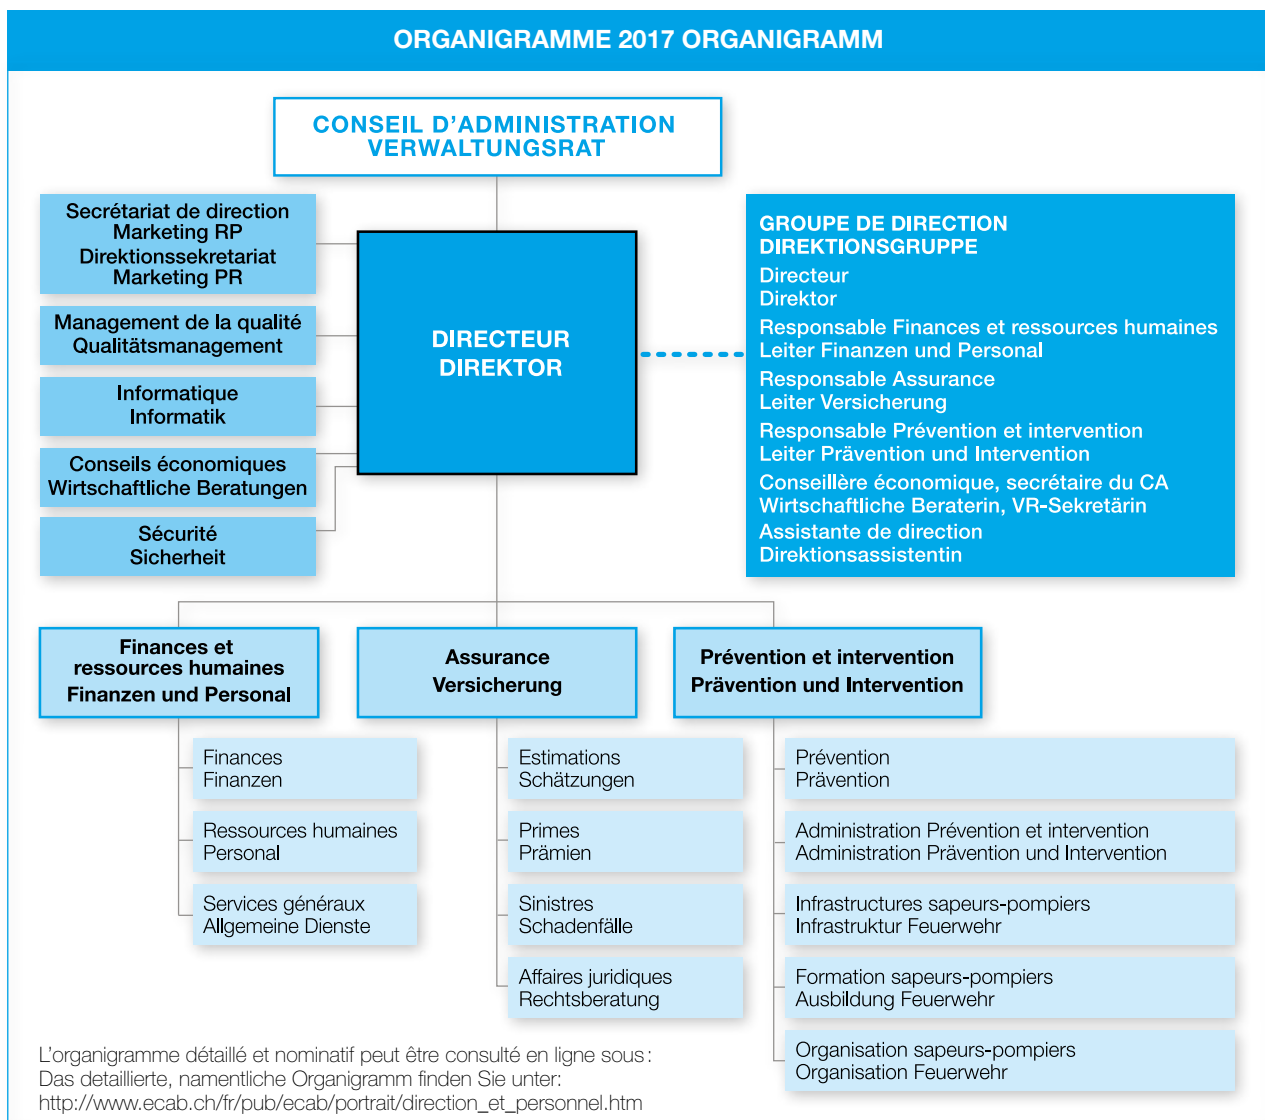 ORGANIGRAMME 2017 ORGANIGRAMM
CONSEIL D'ADMINISTRATION
VERWALTUNGSRAT
Secrétariat de direction
Marketing RP
Direktionssekretariat
Marketing PR
Management de la qualité
Qualitätsmanagement
Informatique
Informatik
Conseils économiques
Wirtschaftliche Beratungen
Sécurité
Sicherheit
DIRECTEUR
DIREKTOR
GROUPE DE DIRECTION
DIREKTIONSGRUPPE
Directeur
Direktor
Responsable Finances et ressources humaines
Leiter Finanzen und Personal
Responsable Assurance
Leiter Versicherung
Responsable Prévention et intervention
Leiter Prävention und Intervention
Conseillère économique, secrétaire du CA
Wirtschaftliche Beraterin, VR-Sekretärin
Assistante de direction
Direktionsassistentin
Finances et
ressources humaines
Finanzen und Personal
Finances
Finanzen
Ressources humaines
Personal
Services généraux
Allgemeine Dienste
Assurance
Versicherung
Estimations
Schätzungen
Primes
Prämien
Sinistres
Schadenfälle
Affaires juridiques
Rechtsberatung
Prévention et intervention
Prävention und Intervention
Prévention
Prävention
Administration Prévention et intervention
Administration Prävention und Intervention
Infrastructures sapeurs-pompiers
Infrastruktur Feuerwehr
Formation sapeurs-pompiers
Ausbildung Feuerwehr
Organisation sapeurs-pompiers
Organisation Feuerwehr
L'organigramme détaillé et nominatif peut être consulté en ligne sous :
Das detaillierte, namentliche Organigramm finden Sie unter:
http://www.ecab.ch/fr/pub/ecab/portrait/direction_et_personnel.htm